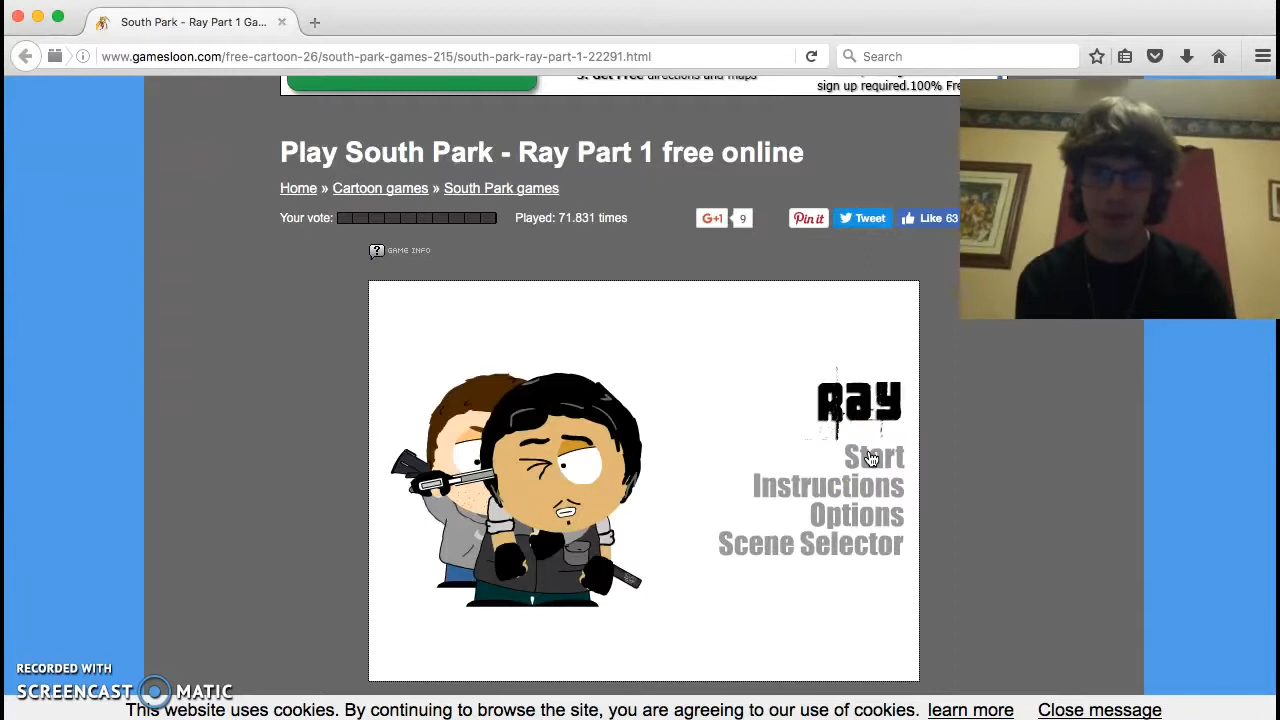 South Park - Ray Part 1 Ga...
www.gamesloon.com/free-cartoon-26/south-park-games-215/south-park-ray-part-1-22291.html
Search
directions and maps
sign up required.100% Fre
Play South Park - Ray Part 1 free online
Home » Cartoon games » South Park games
Your vote:
Played: 71.831 times
G+1
9
Pin it
Tweet
Like 63
? GAME INFO
Ray
Start
Instructions
Options
Scene Selector
RECORDED WITH
SCREENCAST MATIC
This website uses cookies. By continuing to browse the site, you are agreeing to our use of cookies. learn more Close message